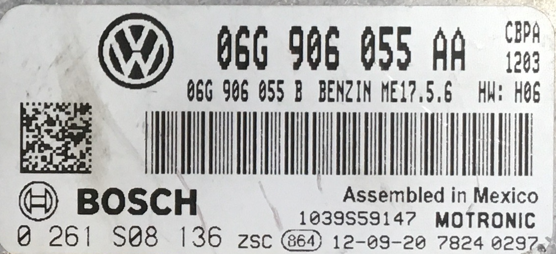 06G 906 055 AA
CBPA
1203
06G 906 055 B BENZIN ME17.5.6 HW: H06
BOSCH
Assembled in Mexico
1039S59147 MOTRONIC
0 261 S08 136 ZSC 864 12-09-20 7824 0297